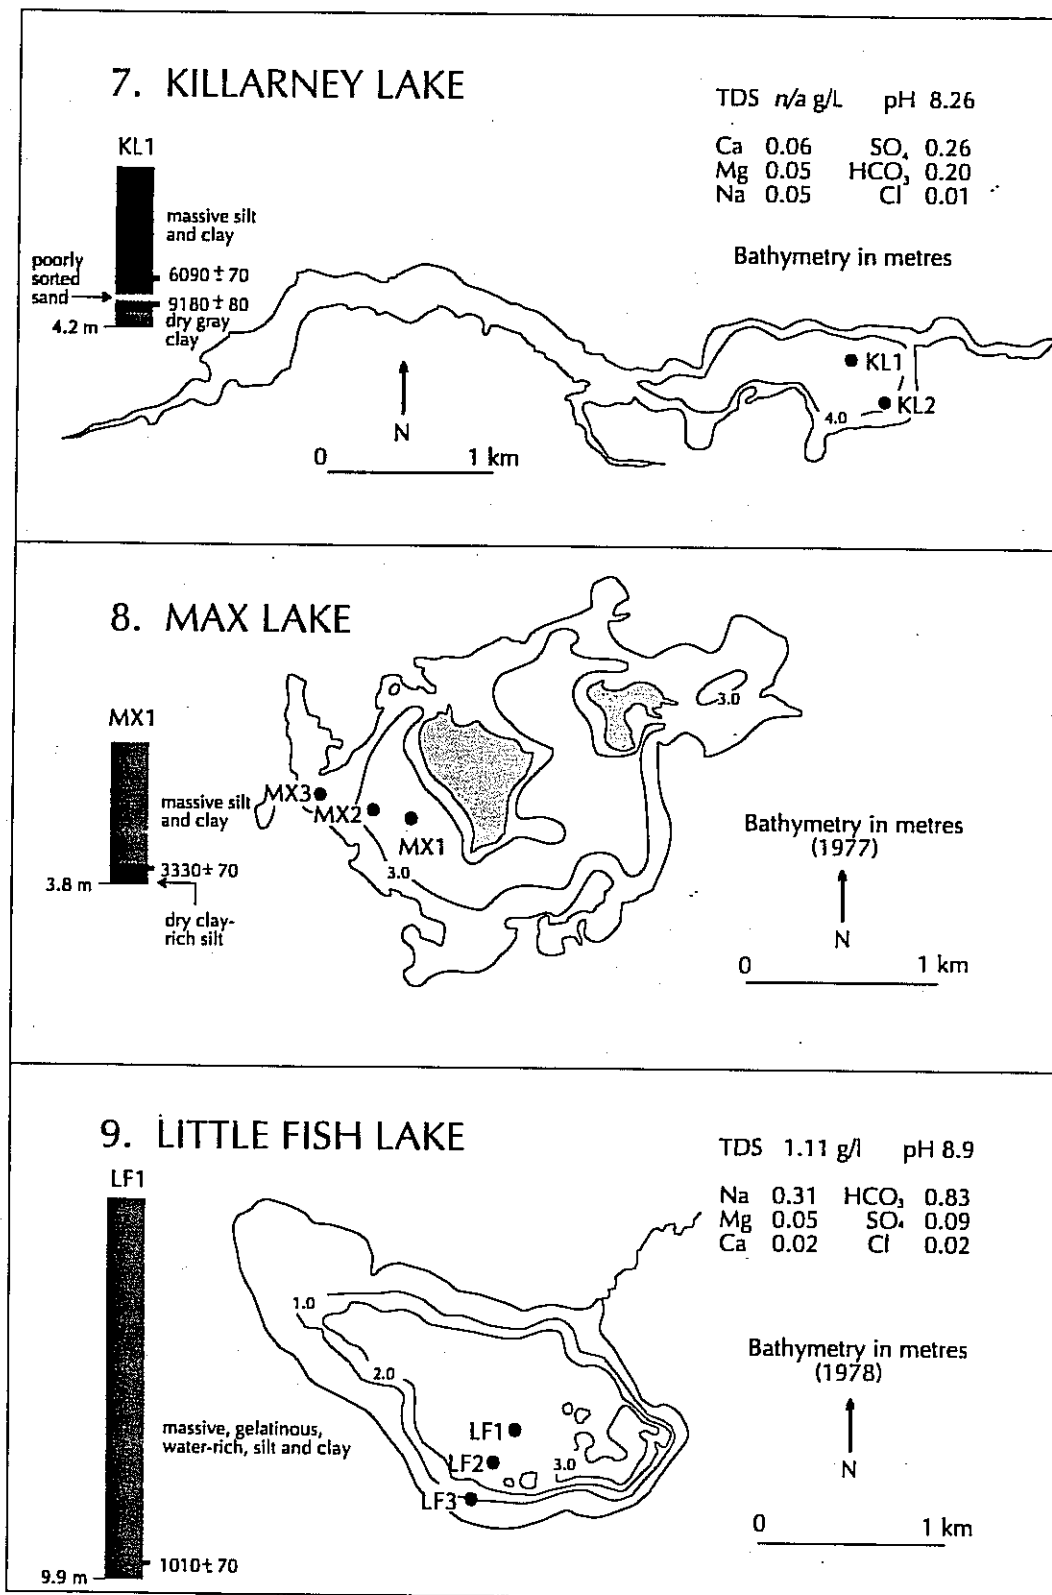 7. KILLARNEY LAKE
TDS n/a g/L pH 8.26
Ca 0.06 SO₄ 0.26
Mg 0.05 HCO₃ 0.20
Na 0.05 Cl 0.01
Bathymetry in metres
KL1
massive silt
and clay
poorly
sorted
sand
6090 ± 70
9180 ± 80
dry gray
clay
4.2 m
N
0 1 km
KL1
KL2
4.0
8. MAX LAKE
MX1
massive silt
and clay
3330 ± 70
3.8 m
dry clay-
rich silt
MX3
MX2
MX1
3.0
3.0
Bathymetry in metres
(1977)
N
0 1 km
9. LITTLE FISH LAKE
TDS 1.11 g/l pH 8.9
Na 0.31 HCO₃ 0.83
Mg 0.05 SO₄ 0.09
Ca 0.02 Cl 0.02
LF1
massive, gelatinous,
water-rich, silt and clay
1010 ± 70
9.9 m
1.0
2.0
3.0
LF1
LF2
LF3
Bathymetry in metres
(1978)
N
0 1 km